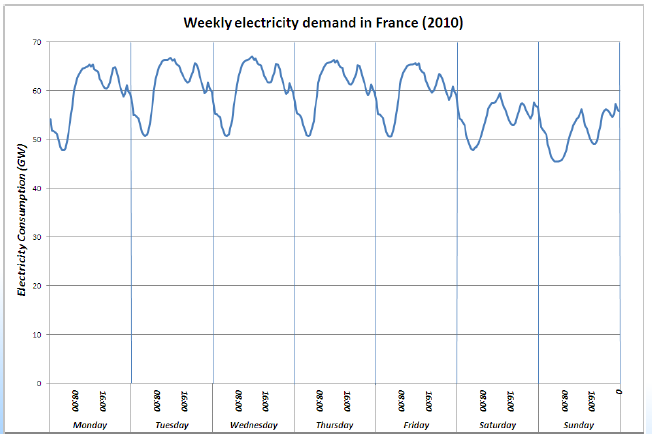 Weekly electricity demand in France (2010)
Electricity Consumption (GW)
70
60
50
40
30
20
10
0
08:00 16:00 08:00 16:00 08:00 16:00 08:00 16:00 08:00 16:00 08:00 16:00 08:00 16:00 0
Monday Tuesday Wednesday Thursday Friday Saturday Sunday